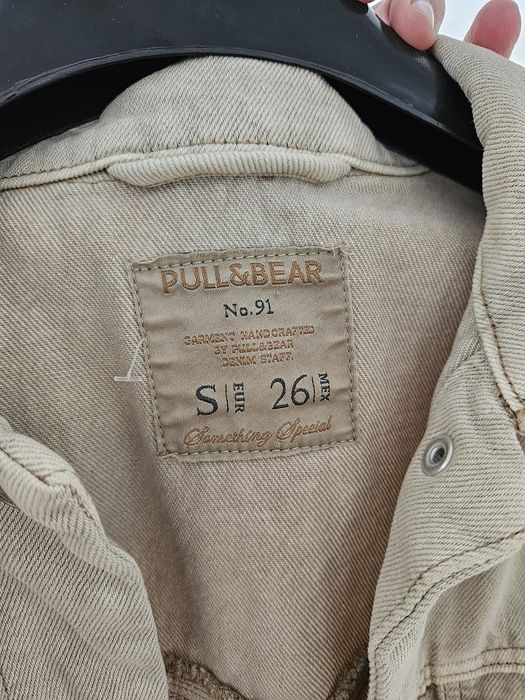 PULL&BEAR
No.91
GARMENT HANDCRAFTED
BY PULL&BEAR
DENIM STAFF.
S EUR 26 MEX
Something Special